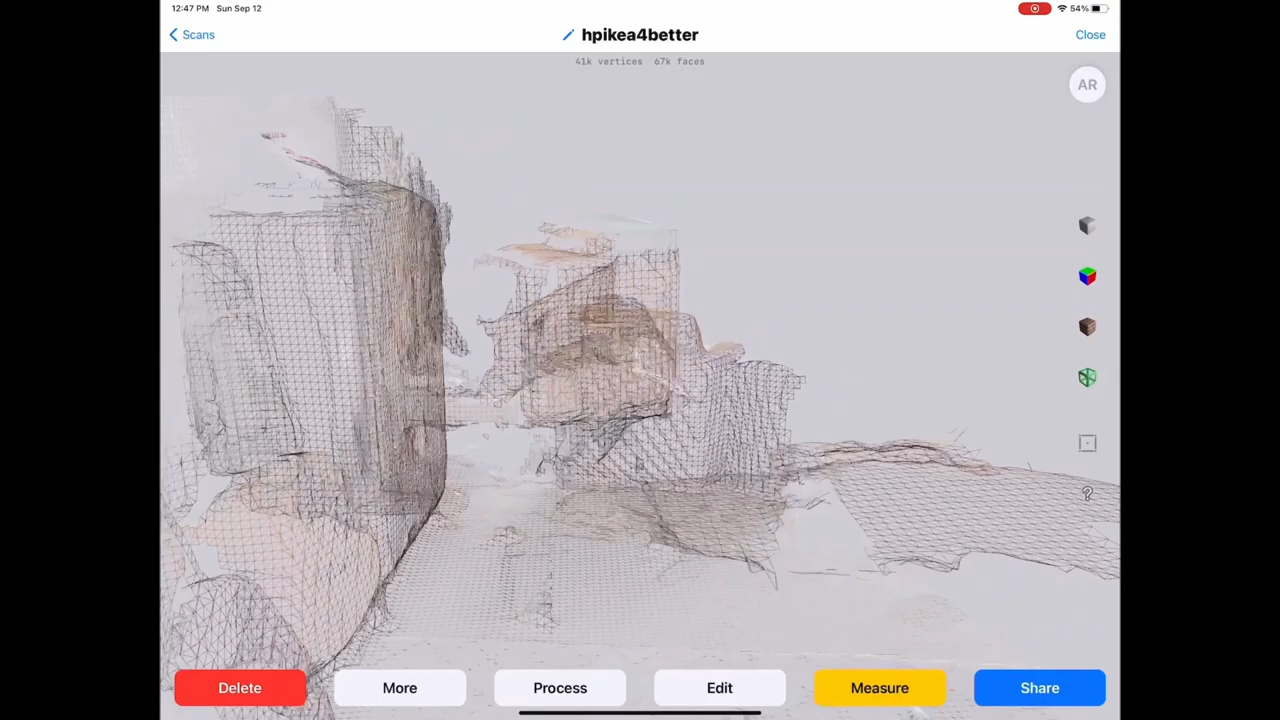 12:47 PM Sun Sep 12
54%
Scans
hpikea4better
Close
41k vertices 67k faces
AR
?
Delete
More
Process
Edit
Measure
Share